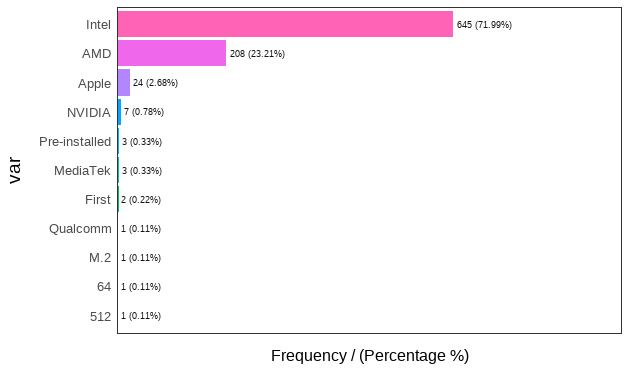 Intel 645 (71.99%)
AMD 208 (23.21%)
Apple 24 (2.68%)
NVIDIA 7 (0.78%)
Pre-installed 3 (0.33%)
MediaTek 3 (0.33%)
First 2 (0.22%)
Qualcomm 1 (0.11%)
M.2 1 (0.11%)
64 1 (0.11%)
512 1 (0.11%)
var
Frequency / (Percentage %)